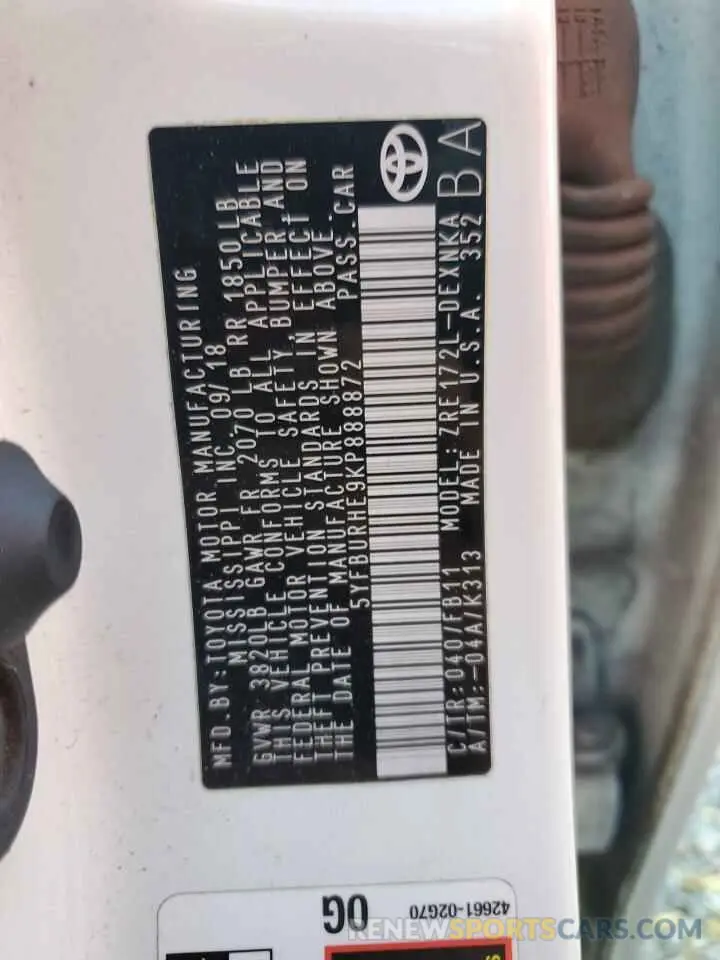 MFD.BY:TOYOTA MOTOR MANUFACTURING
MISSISSIPPI INC. 09/18
GVWR 3820LB GAWR FR 2070 LB RR 1850 LB
THIS VEHICLE CONFORMS TO ALL APPLICABLE
FEDERAL MOTOR VEHICLE SAFETY, BUMPER, AND
THEFT PREVENTION STANDARDS IN EFFECT ON
THE DATE OF MANUFACTURE SHOWN ABOVE.
5YFBURHE9KP888872 PASS.CAR
C/TR:040/FB11 MODEL:ZRE172L-DEXNKA
A/TM:-04A/K313 MADE IN U.S.A. 352
BA
42661-02G70
0G
RENEWSPORTSCARS.COM